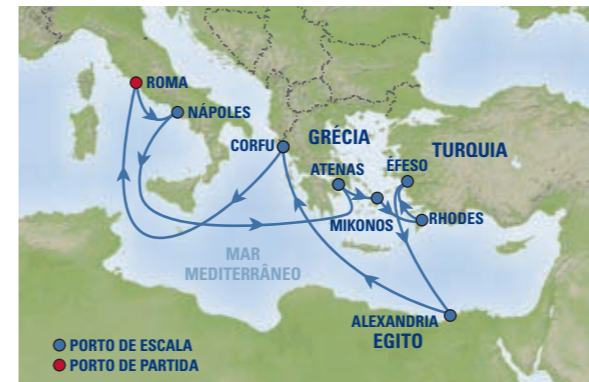 ROMA
NÁPOLES
CORFU
GRÉCIA
ATENAS
ÉFESO
TURQUIA
MIKONOS
RHODES
MAR
MEDITERRÂNEO
ALEXANDRIA
EGITO
PORTO DE ESCALA
PORTO DE PARTIDA